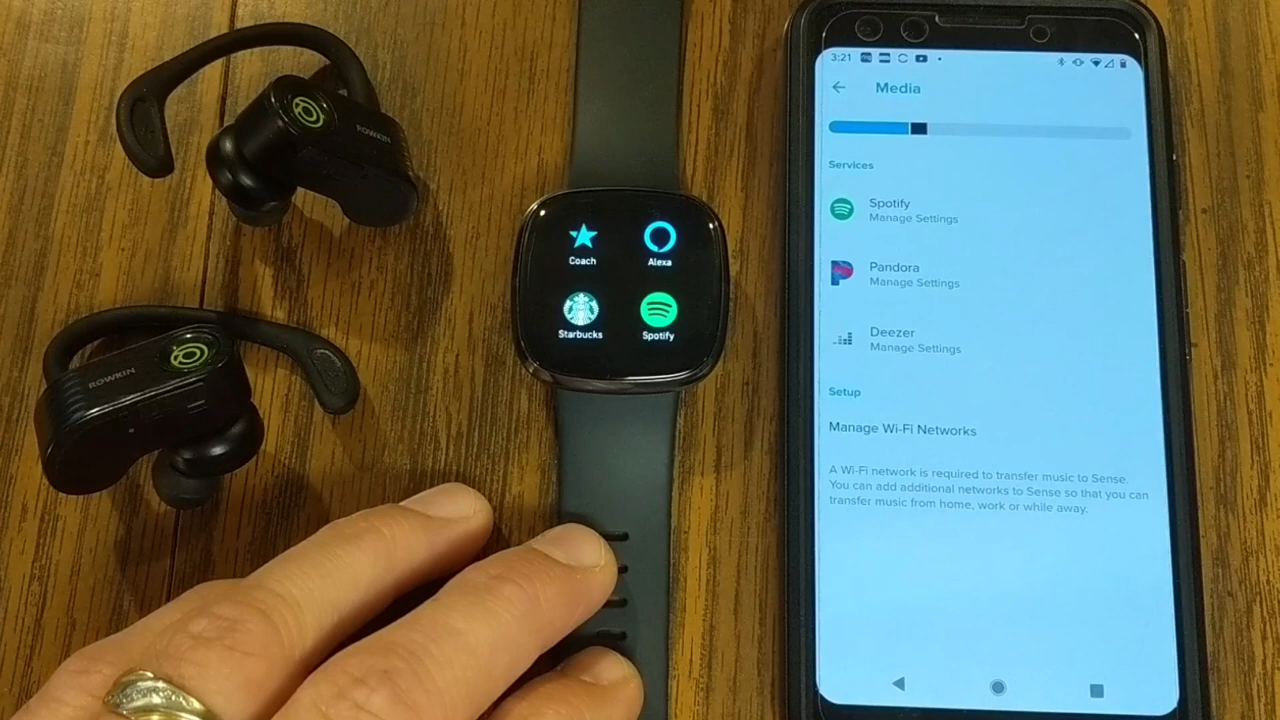 ROWKIN
ROWKIN
Coach
Alexa
Starbucks
Spotify
3:21
Media
Services
Spotify
Manage Settings
Pandora
Manage Settings
Deezer
Manage Settings
Setup
Manage Wi-Fi Networks
A Wi-Fi network is required to transfer music to Sense.
You can add additional networks to Sense so that you can
transfer music from home, work or while away.